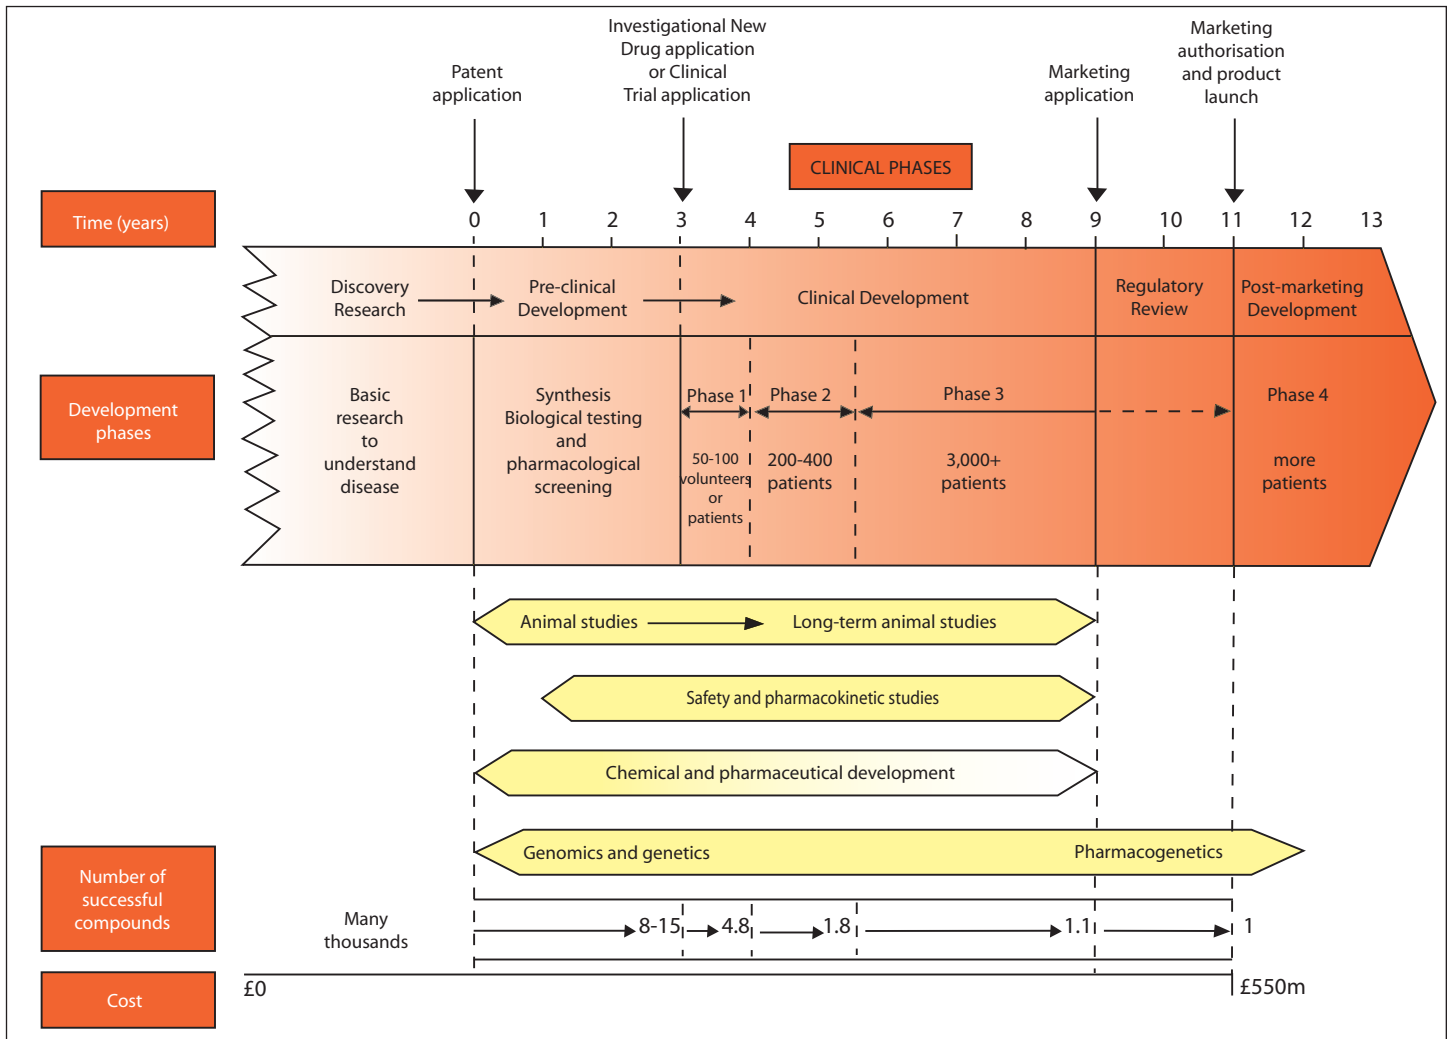 Patent
application
Investigational New
Drug application
or Clinical
Trial application
Marketing
application
Marketing
authorisation
and product
launch
CLINICAL PHASES
Time (years)
0 1 2 3 4 5 6 7 8 9 10 11 12 13
Discovery
Research
Pre-clinical
Development
Clinical Development
Regulatory
Review
Post-marketing
Development
Development
phases
Basic
research
to
understand
disease
Synthesis
Biological testing
and
pharmacological
screening
Phase 1
50-100
volunteers
or
patients
Phase 2
200-400
patients
Phase 3
3,000+
patients
Phase 4
more
patients
Animal studies
Long-term animal studies
Safety and pharmacokinetic studies
Chemical and pharmaceutical development
Genomics and genetics
Pharmacogenetics
Number of
successful
compounds
Many
thousands
8-15 4.8 1.8 1.1 1
Cost
£0
£550m